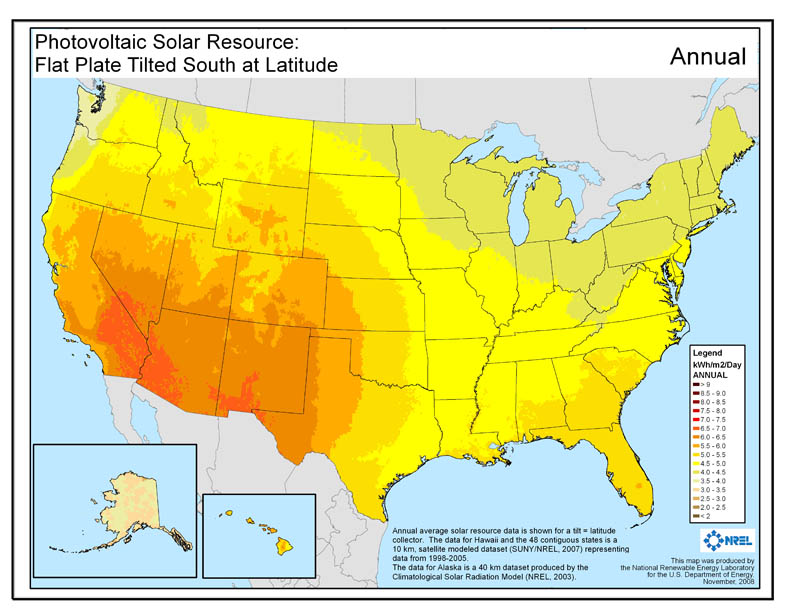 Photovoltaic Solar Resource:
Flat Plate Tilted South at Latitude
Annual
Legend
kWh/m2/Day
ANNUAL
> 9
8.5 - 9.0
8.0 - 8.5
7.5 - 8.0
7.0 - 7.5
6.5 - 7.0
6.0 - 6.5
5.5 - 6.0
5.0 - 5.5
4.5 - 5.0
4.0 - 4.5
3.5 - 4.0
3.0 - 3.5
2.5 - 3.0
2.0 - 2.5
< 2
Annual average solar resource data is shown for a tilt = latitude
collector. The data for Hawaii and the 48 contiguous states is a
10 km, satellite modeled dataset (SUNY/NREL, 2007) representing
data from 1998-2005.
The data for Alaska is a 40 km dataset produced by the
Climatological Solar Radiation Model (NREL, 2003).
NREL
This map was produced by
the National Renewable Energy Laboratory
for the U.S. Department of Energy.
November, 2008